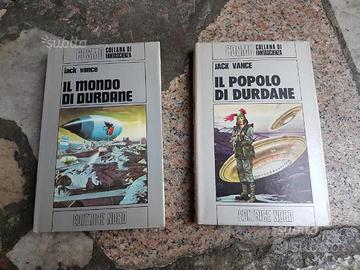 subito
COSMO COLLANA DI
FANTASCIENZA
jack vance
IL MONDO
DI DURDANE
EDITRICE NORD
COSMO COLLANA DI
FANTASCIENZA
JACK VANCE
IL POPOLO
DI DURDANE
EDITRICE NORD
subito